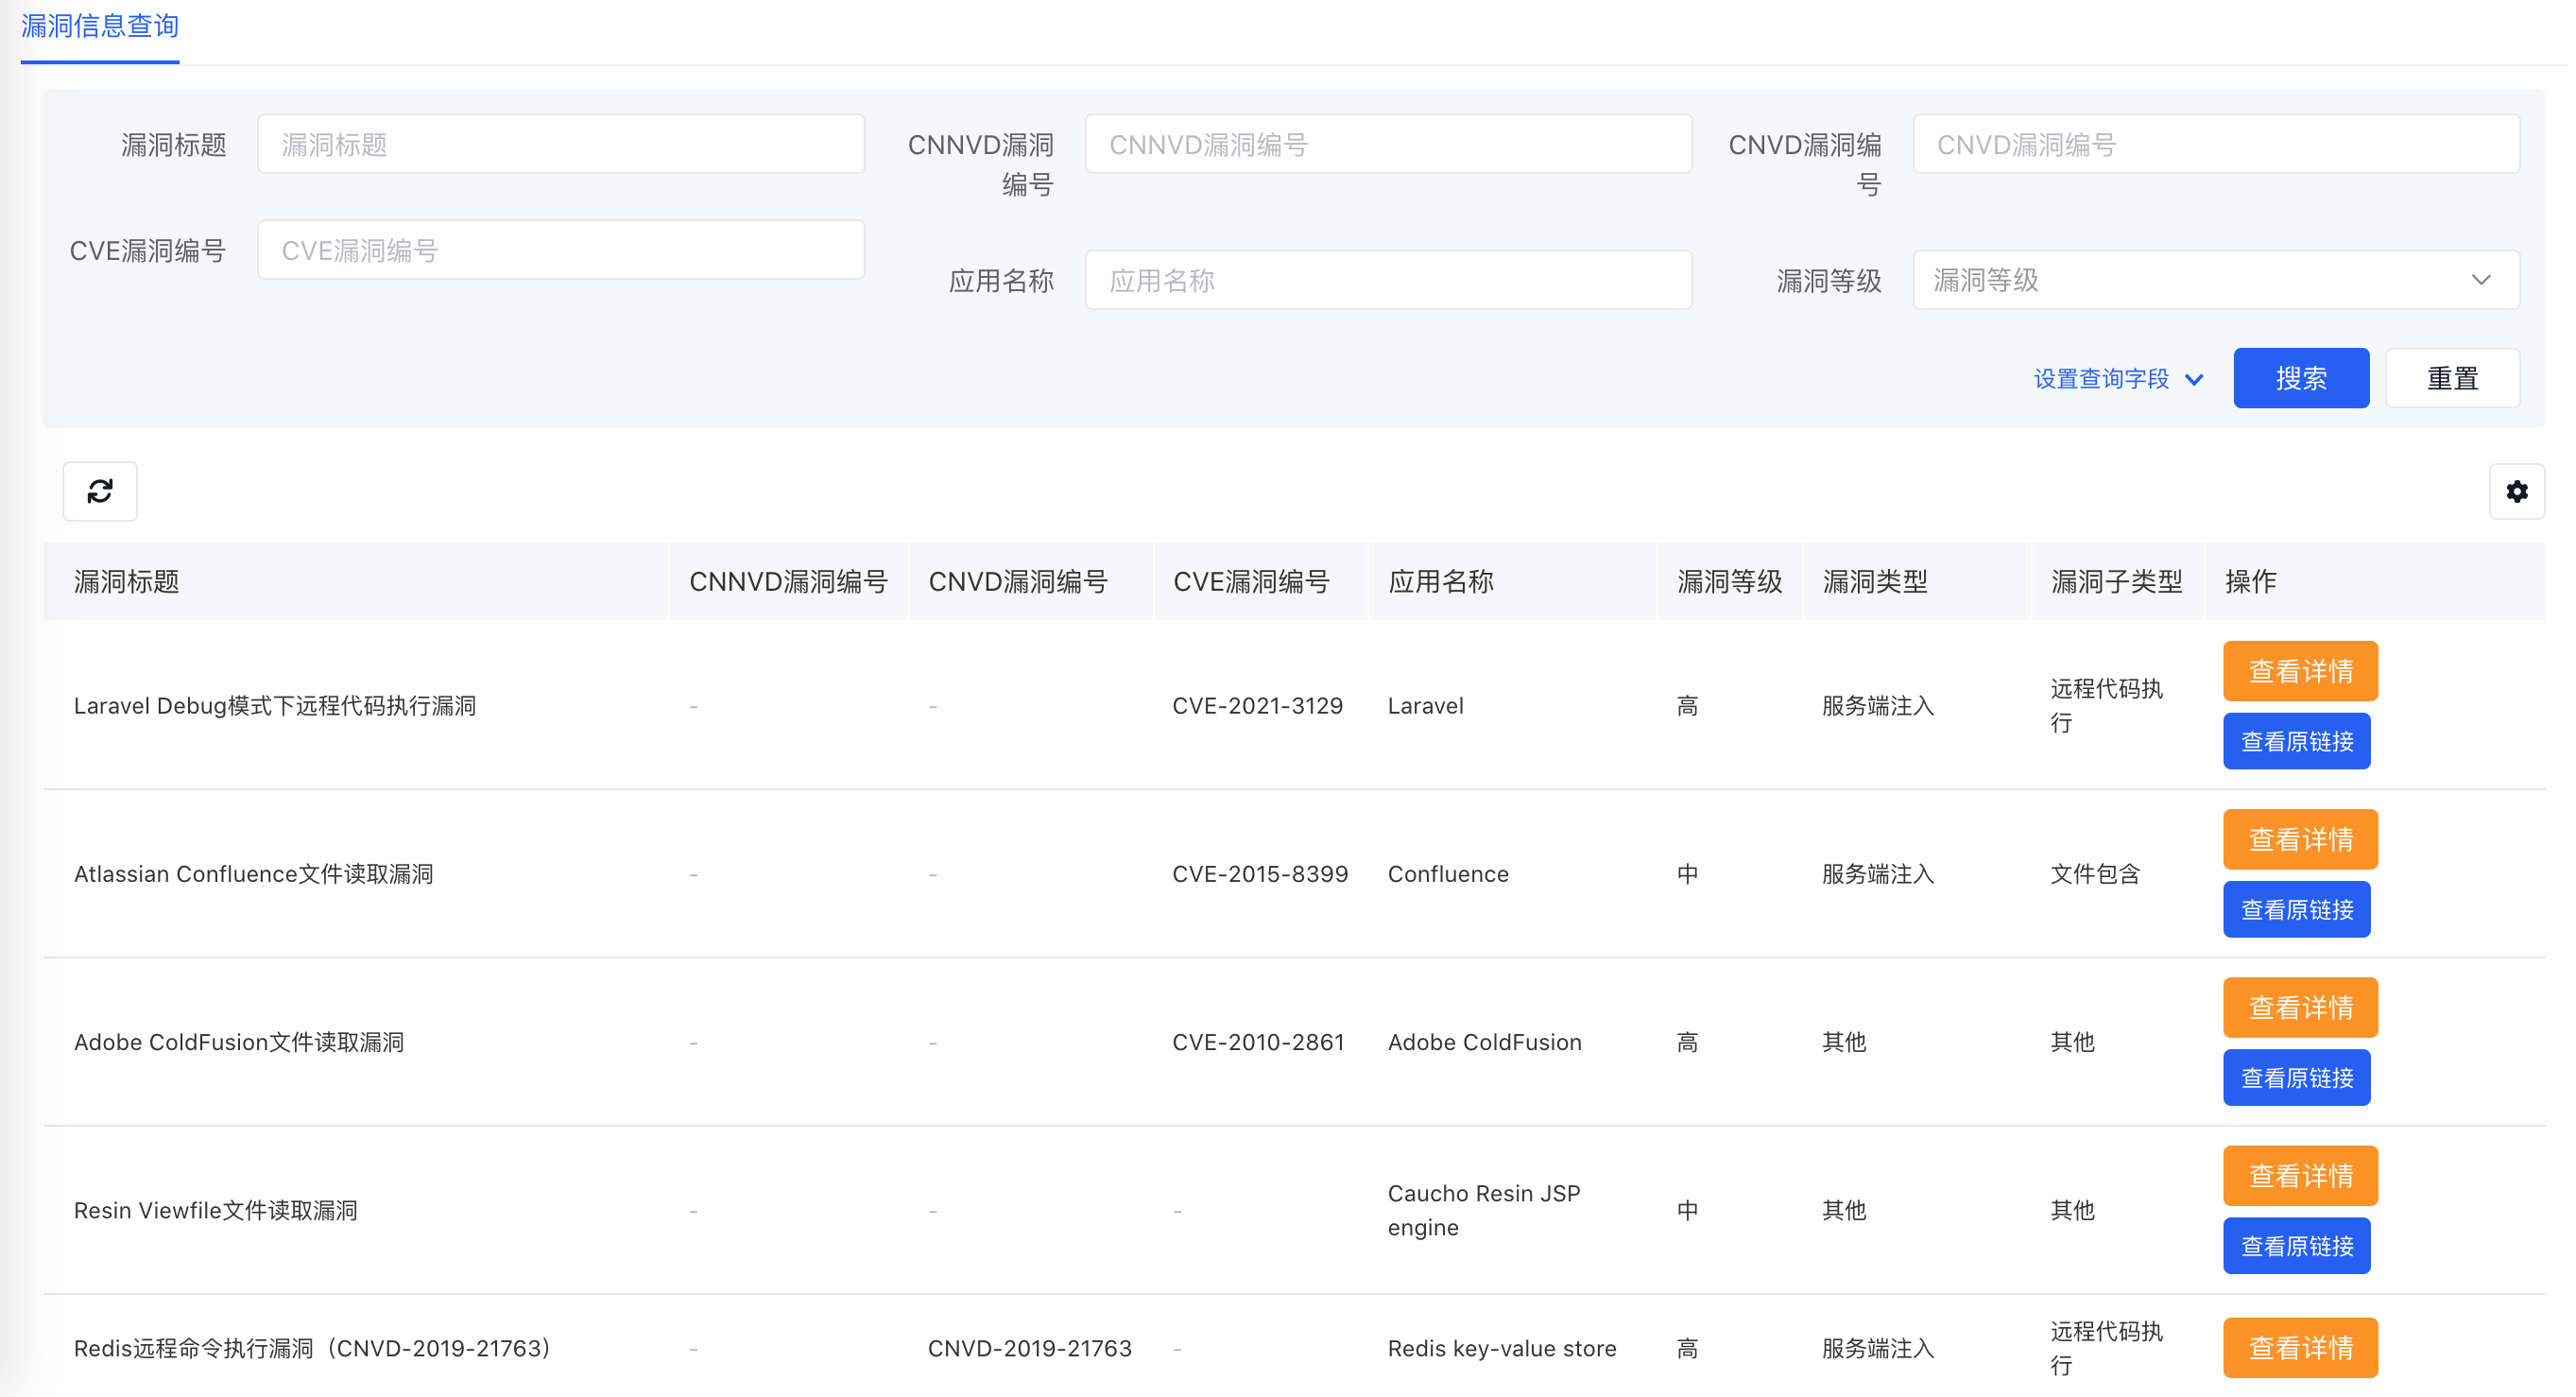 漏洞信息查询
漏洞标题 漏洞标题 CNNVD漏洞编号 CNNVD漏洞编号 CNVD漏洞编号 CNVD漏洞编号
CVE漏洞编号 CVE漏洞编号 应用名称 应用名称 漏洞等级 漏洞等级
设置查询字段 搜索 重置
漏洞标题 CNNVD漏洞编号 CNVD漏洞编号 CVE漏洞编号 应用名称 漏洞等级 漏洞类型 漏洞子类型 操作
Laravel Debug模式下远程代码执行漏洞 - - CVE-2021-3129 Laravel 高 服务端注入 远程代码执行 查看详情
查看原链接
Atlassian Confluence文件读取漏洞 - - CVE-2015-8399 Confluence 中 服务端注入 文件包含 查看详情
查看原链接
Adobe ColdFusion文件读取漏洞 - - CVE-2010-2861 Adobe ColdFusion 高 其他 其他 查看详情
查看原链接
Resin Viewfile文件读取漏洞 - - - Caucho Resin JSP engine 中 其他 其他 查看详情
查看原链接
Redis远程命令执行漏洞（CNVD-2019-21763） - CNVD-2019-21763 - Redis key-value store 高 服务端注入 远程代码执行 查看详情